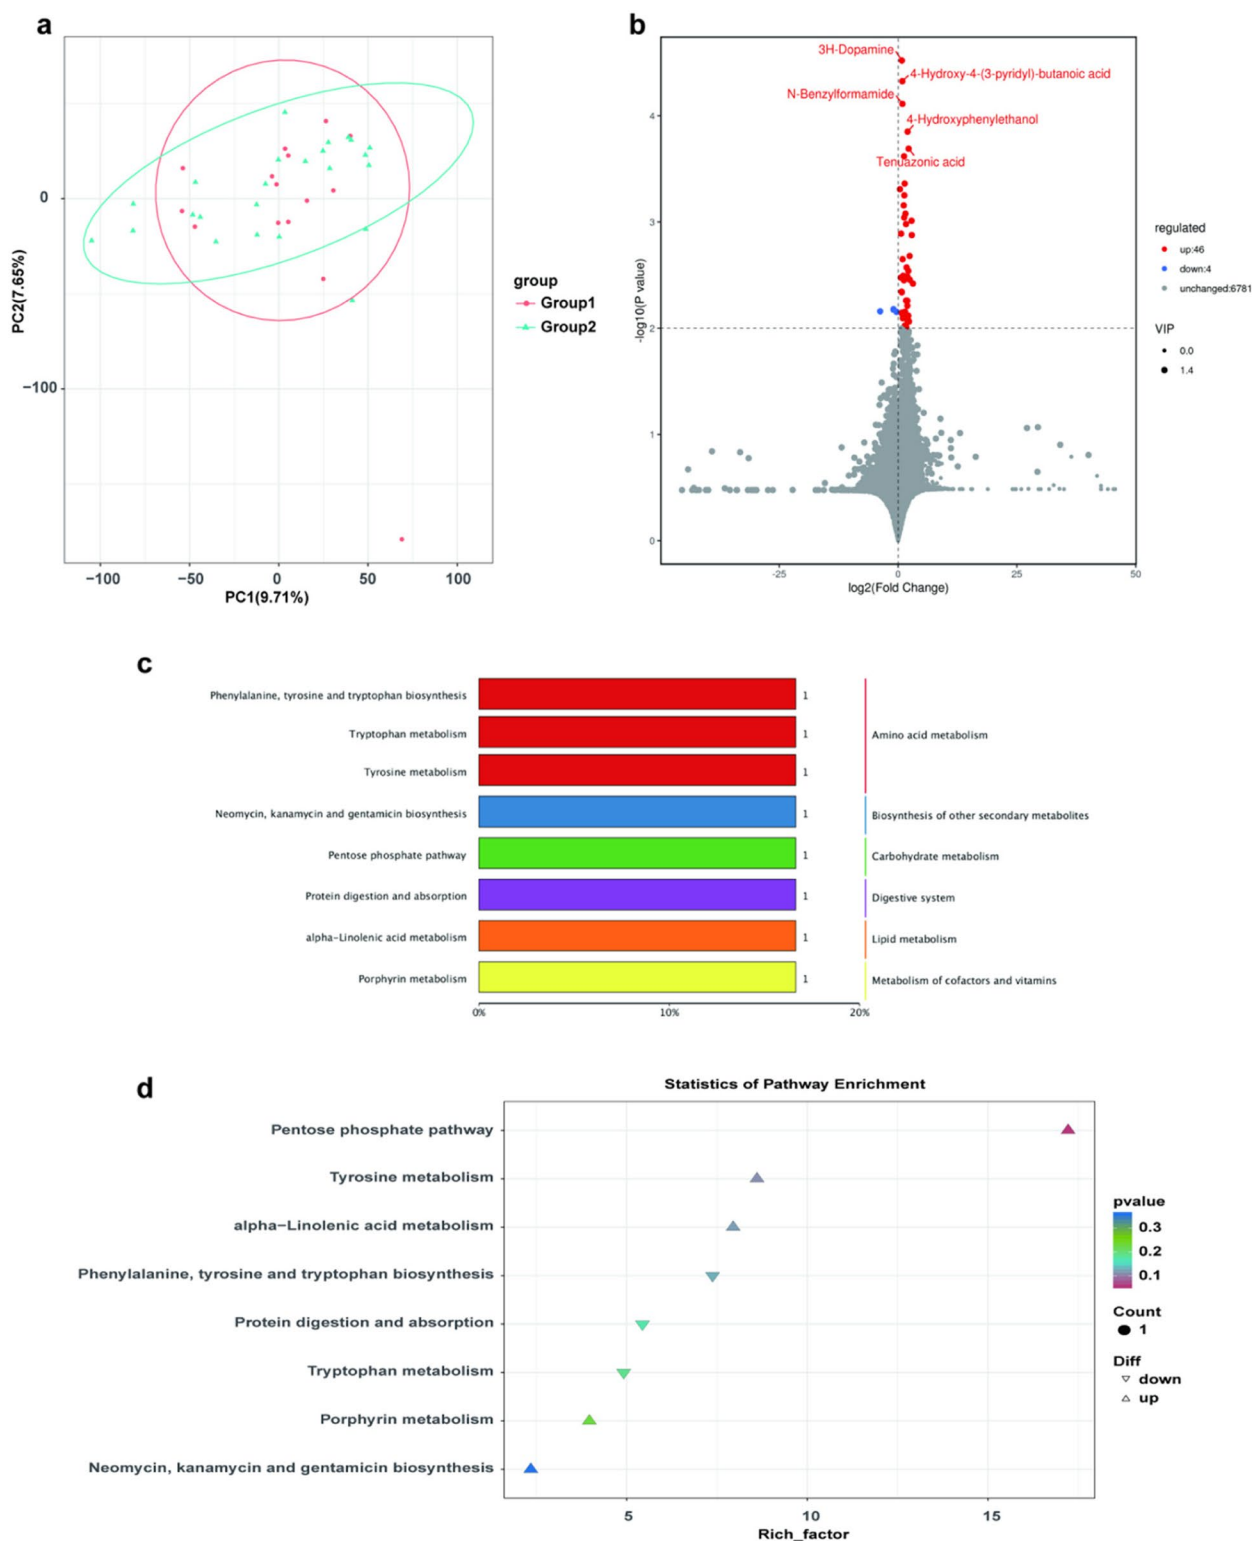 a
0
−100
−100
−50
0
50
100
PC1(9.71%)
PC2(7.65%)
group
Group1
Group2
b
3H-Dopamine
4-Hydroxy-4-(3-pyridyl)-butanoic acid
N-Benzylformamide
4-Hydroxyphenylethanol
Tenuazonic acid
4
3
2
1
0
-log10(P value)
-25
0
25
50
log2(Fold Change)
regulated
up:46
down:4
unchanged:6781
VIP
0.0
1.4
c
Phenylalanine, tyrosine and tryptophan biosynthesis
1
Tryptophan metabolism
1
Amino acid metabolism
Tyrosine metabolism
1
Neomycin, kanamycin and gentamicin biosynthesis
1
Biosynthesis of other secondary metabolites
Pentose phosphate pathway
1
Carbohydrate metabolism
Protein digestion and absorption
1
Digestive system
alpha−Linolenic acid metabolism
1
Lipid metabolism
Porphyrin metabolism
1
Metabolism of cofactors and vitamins
0%
10%
20%
d
Statistics of Pathway Enrichment
Pentose phosphate pathway
Tyrosine metabolism
alpha−Linolenic acid metabolism
Phenylalanine, tyrosine and tryptophan biosynthesis
Protein digestion and absorption
Tryptophan metabolism
Porphyrin metabolism
Neomycin, kanamycin and gentamicin biosynthesis
5
10
15
Rich_factor
pvalue
0.3
0.2
0.1
Count
1
Diff
down
up